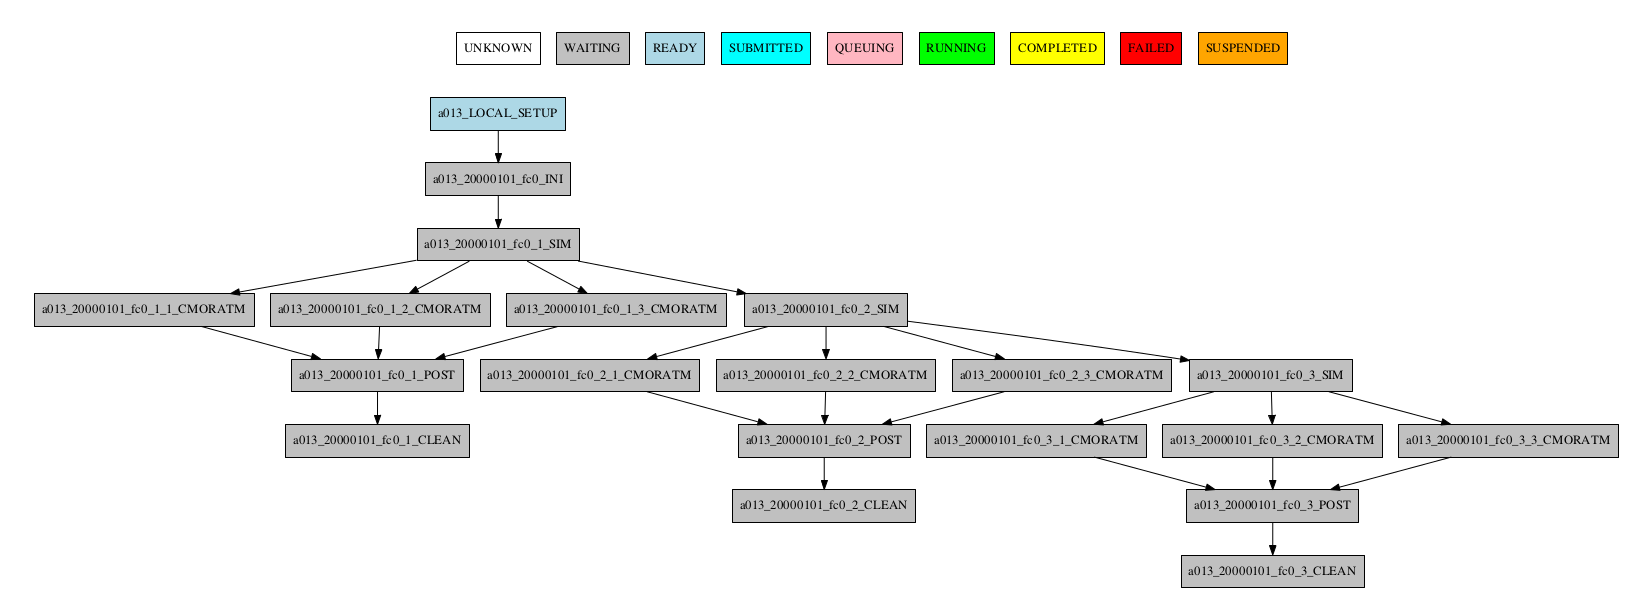 UNKNOWN WAITING READY SUBMITTED QUEUING RUNNING COMPLETED FAILED SUSPENDED
a013_LOCAL_SETUP
a013_20000101_fc0_INI
a013_20000101_fc0_1_SIM
a013_20000101_fc0_1_1_CMORATM a013_20000101_fc0_1_2_CMORATM a013_20000101_fc0_1_3_CMORATM a013_20000101_fc0_2_SIM
a013_20000101_fc0_1_POST a013_20000101_fc0_2_1_CMORATM a013_20000101_fc0_2_2_CMORATM a013_20000101_fc0_2_3_CMORATM a013_20000101_fc0_3_SIM
a013_20000101_fc0_1_CLEAN a013_20000101_fc0_2_POST a013_20000101_fc0_3_1_CMORATM a013_20000101_fc0_3_2_CMORATM a013_20000101_fc0_3_3_CMORATM
a013_20000101_fc0_2_CLEAN a013_20000101_fc0_3_POST
a013_20000101_fc0_3_CLEAN